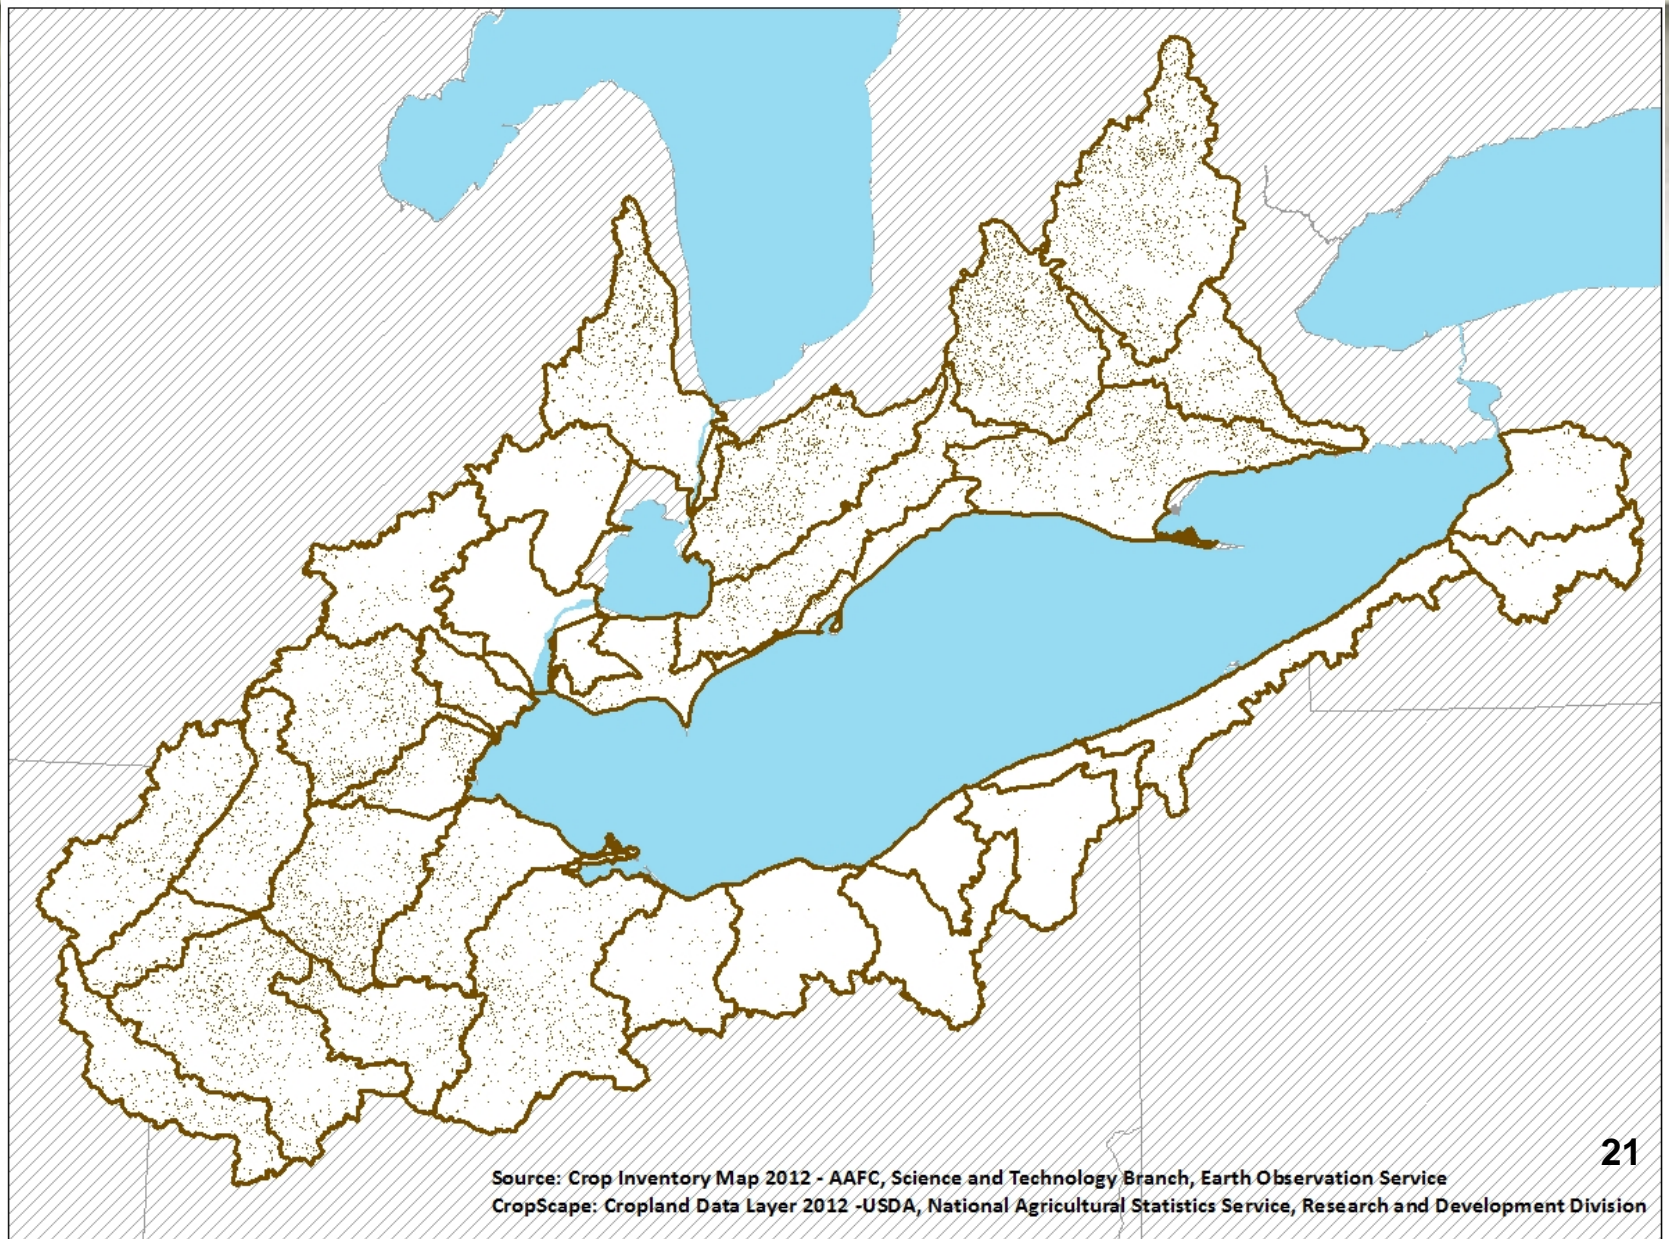 21
Source: Crop Inventory Map 2012 - AAFC, Science and Technology Branch, Earth Observation Service
CropScape: Cropland Data Layer 2012 -USDA, National Agricultural Statistics Service, Research and Development Division